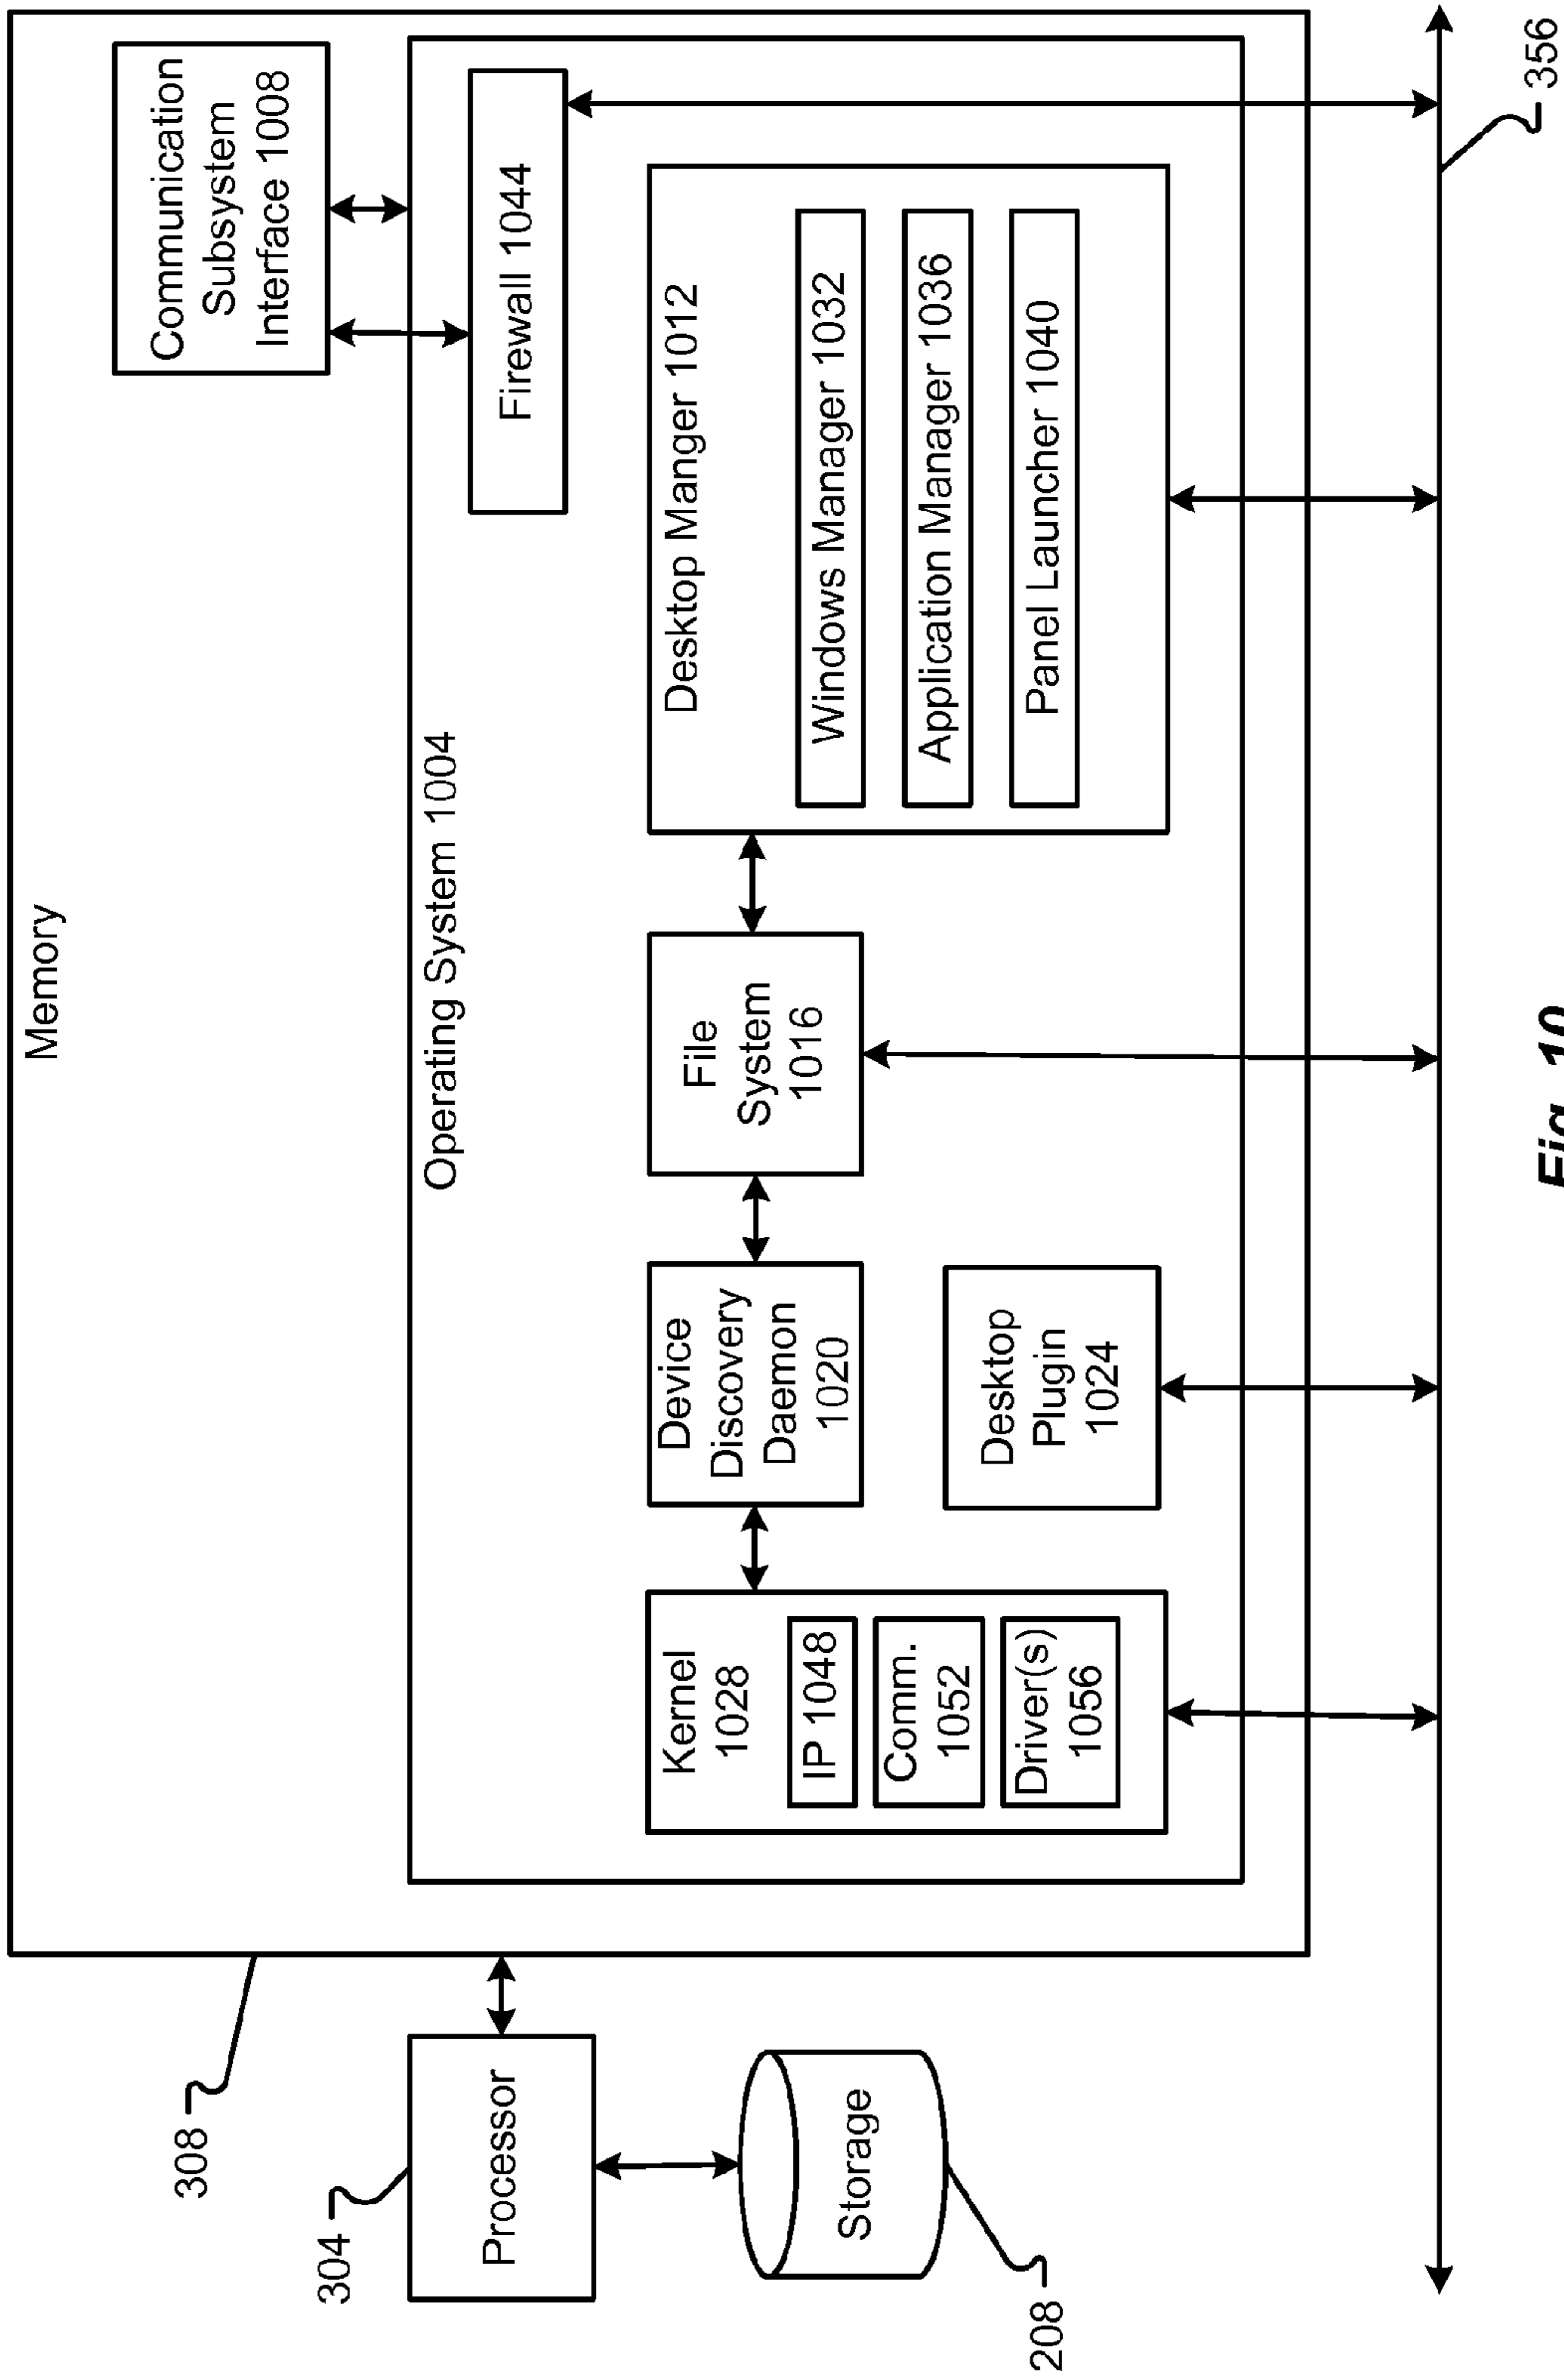 Memory
Communication
Subsystem
Interface 1008
Operating System 1004
Firewall 1044
308
304
Processor
Storage
208
Kernel
1028
IP 1048
Comm.
1052
Driver(s)
1056
Device
Discovery
Daemon
1020
Desktop
Plugin
1024
File
System
1016
Desktop Manger 1012
Windows Manager 1032
Application Manager 1036
Panel Launcher 1040
356
Fig. 10